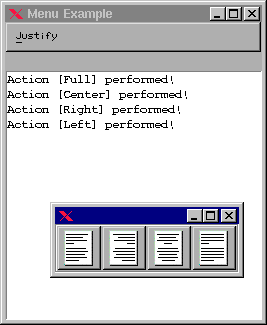 Menu Example
Justify
Action [Full] performed!
Action [Center] performed!
Action [Right] performed!
Action [Left] performed!